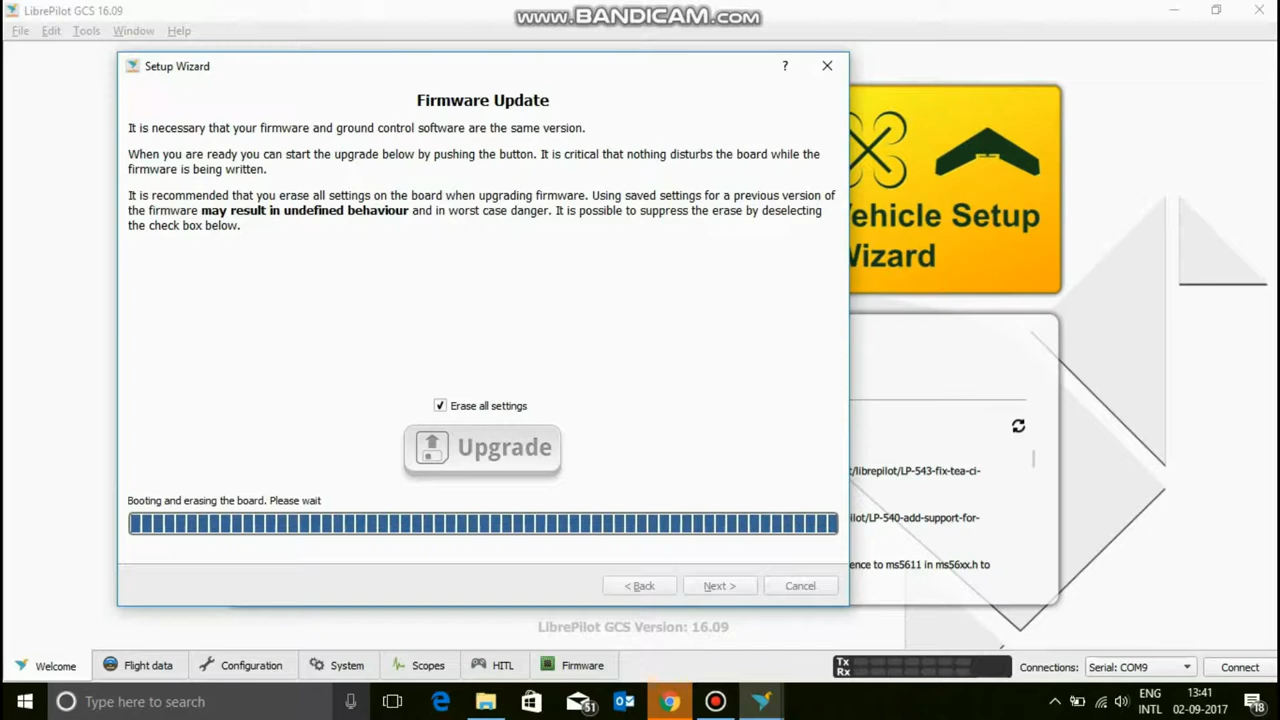 LibrePilot GCS 16.09
www.BANDICAM.com
File Edit Tools Window Help
Setup Wizard
?
Firmware Update
It is necessary that your firmware and ground control software are the same version.
When you are ready you can start the upgrade below by pushing the button. It is critical that nothing disturbs the board while the
firmware is being written.
It is recommended that you erase all settings on the board when upgrading firmware. Using saved settings for a previous version of
the firmware may result in undefined behaviour and in worst case danger. It is possible to suppress the erase by deselecting
the check box below.
Erase all settings
Upgrade
Booting and erasing the board. Please wait
< Back
Next >
Cancel
ehicle Setup
Wizard
t/librepilot/LP-543-fix-tea-ci-
pilot/LP-540-add-support-for-
ence to ms5611 in ms56xx.h to
LibrePilot GCS Version: 16.09
Welcome
Flight data
Configuration
System
Scopes
HITL
Firmware
Tx
Rx
Connections:
Serial: COM9
Connect
Type here to search
51
ENG
INTL
13:41
02-09-2017
18